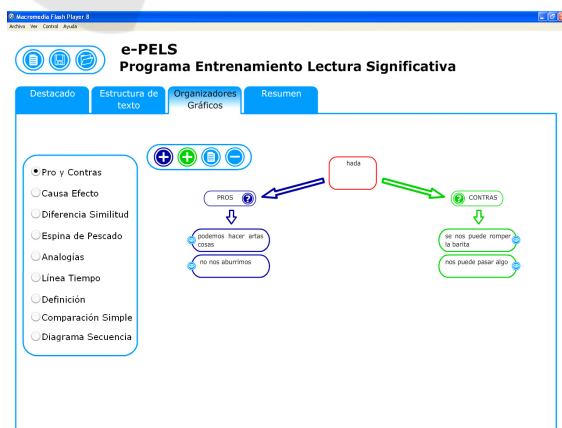 Macromedia Flash Player 8
Archivo Ver Control Ayuda
e-PELS
Programa Entrenamiento Lectura Significativa
Destacado
Estructura de
texto
Organizadores
Gráficos
Resumen
Pro y Contras
Causa Efecto
Diferencia Similitud
Espina de Pescado
Analogías
Línea Tiempo
Definición
Comparación Simple
Diagrama Secuencia
hada
PROS ?
podemos hacer artas
cosas
no nos aburrimos
? CONTRAS
se nos puede romper
la barita
nos puede pasar algo